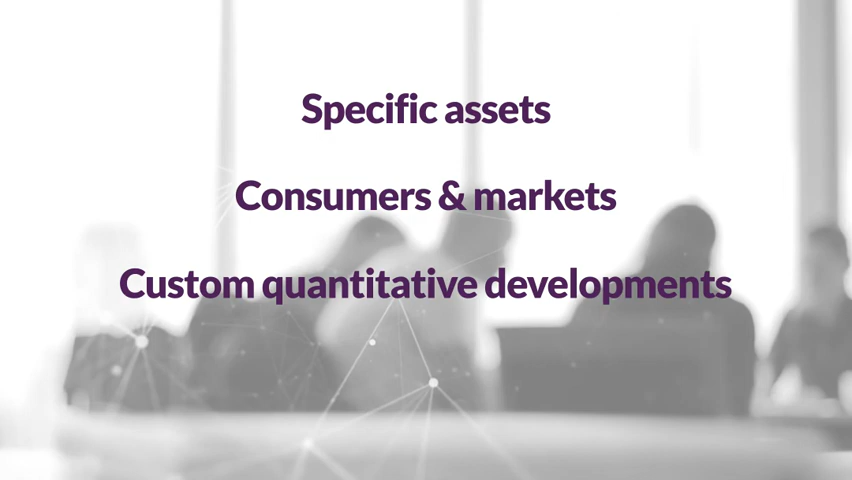 Specific assets
Consumers & markets
Custom quantitative developments